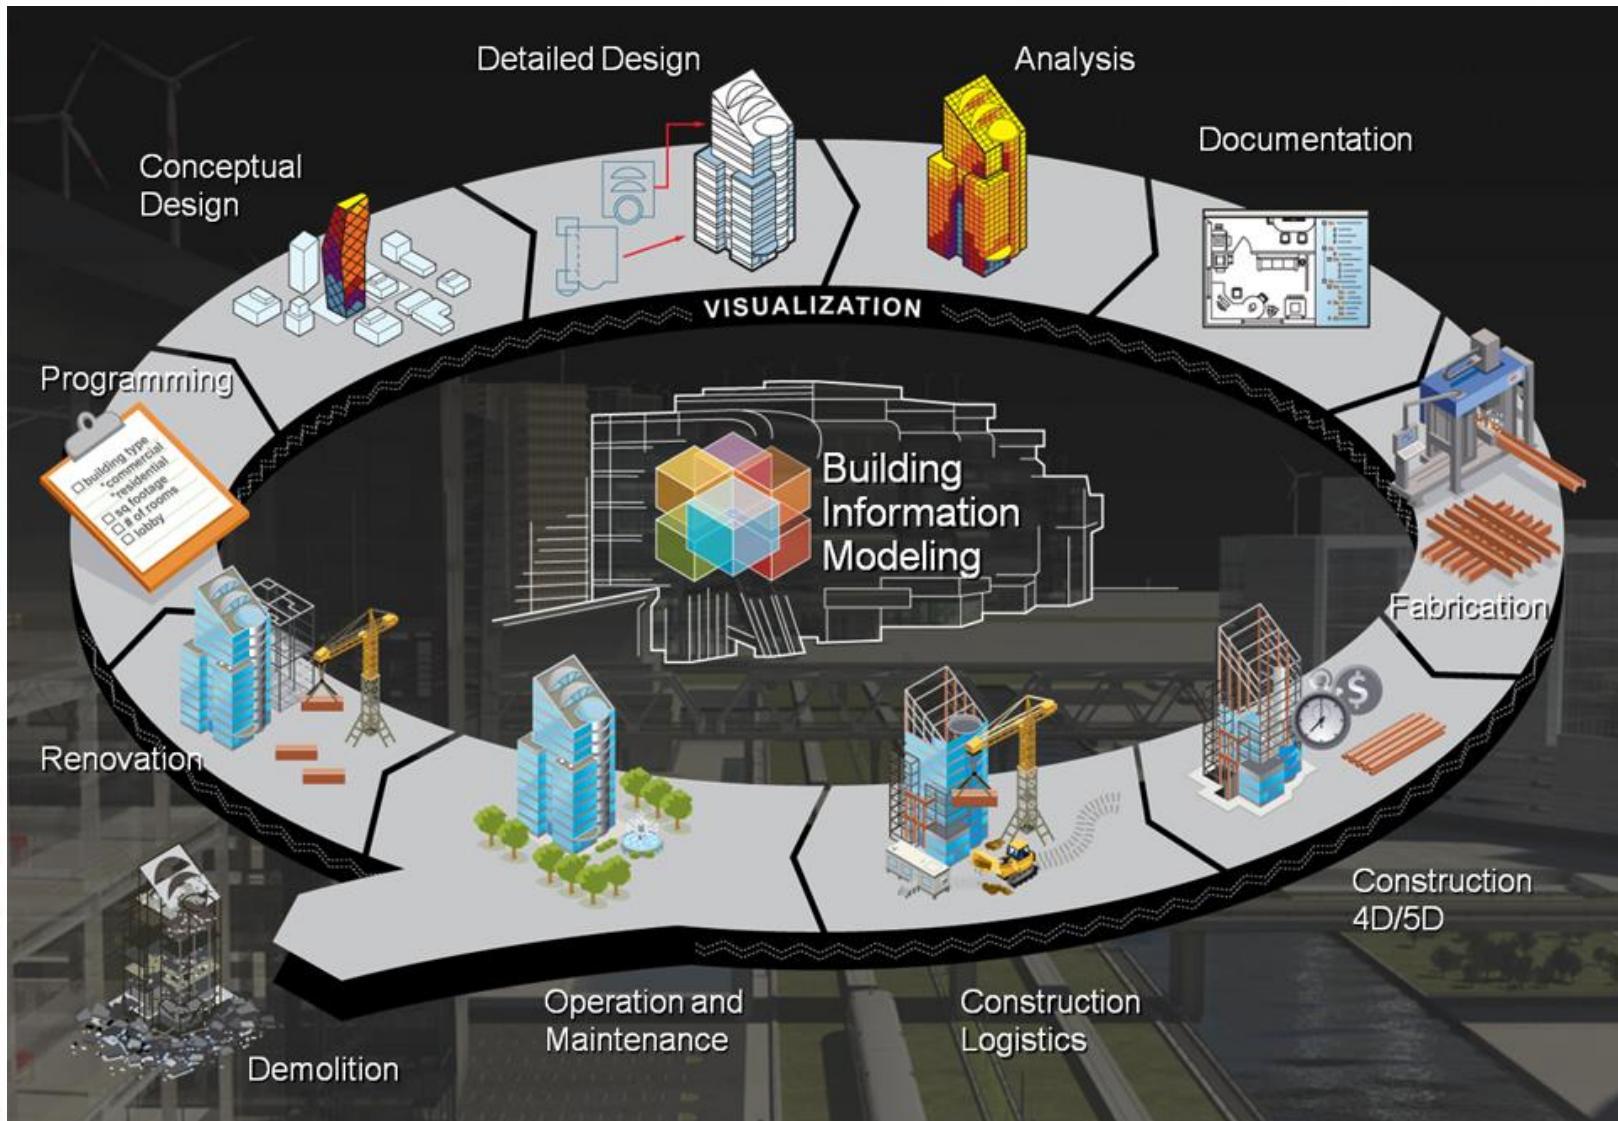 Detailed Design
Analysis
Documentation
Conceptual
Design
VISUALIZATION
Programming
building type
*commercial
*residential
sq.footage
# of rooms
lobby
Building
Information
Modeling
Fabrication
$
Renovation
Construction
4D/5D
Operation and
Maintenance
Construction
Logistics
Demolition